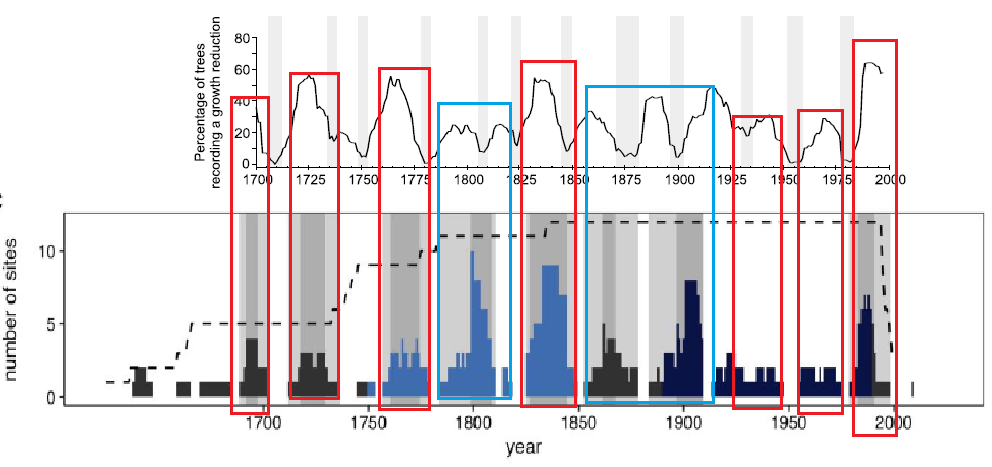 Percentage of trees
recording a growth reduction
80
60
40
20
0
1700 1725 1750 1775 1800 1825 1850 1875 1900 1925 1950 1975 2000
number of sites
10
5
0
1700 1750 1800 1850 1900 1950 2000
year